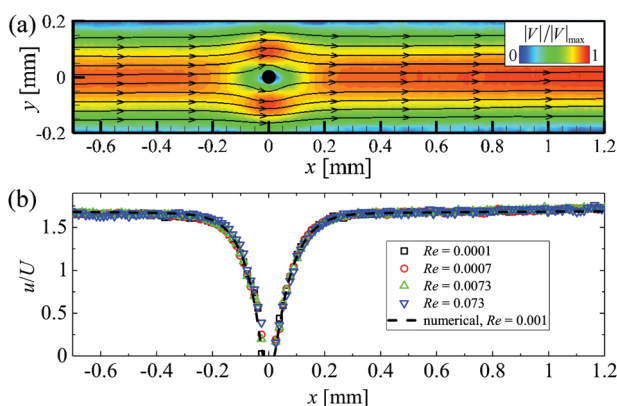 (a)
0.2
0
-0.2
y [mm]
|V|/|V|max
0 1
-0.6 -0.4 -0.2 0 0.2 0.4 0.6 0.8 1 1.2
x [mm]
(b)
1.5
1
0.5
0
u/U
Re = 0.0001
Re = 0.0007
Re = 0.0073
Re = 0.073
numerical, Re = 0.001
-0.6 -0.4 -0.2 0 0.2 0.4 0.6 0.8 1 1.2
x [mm]